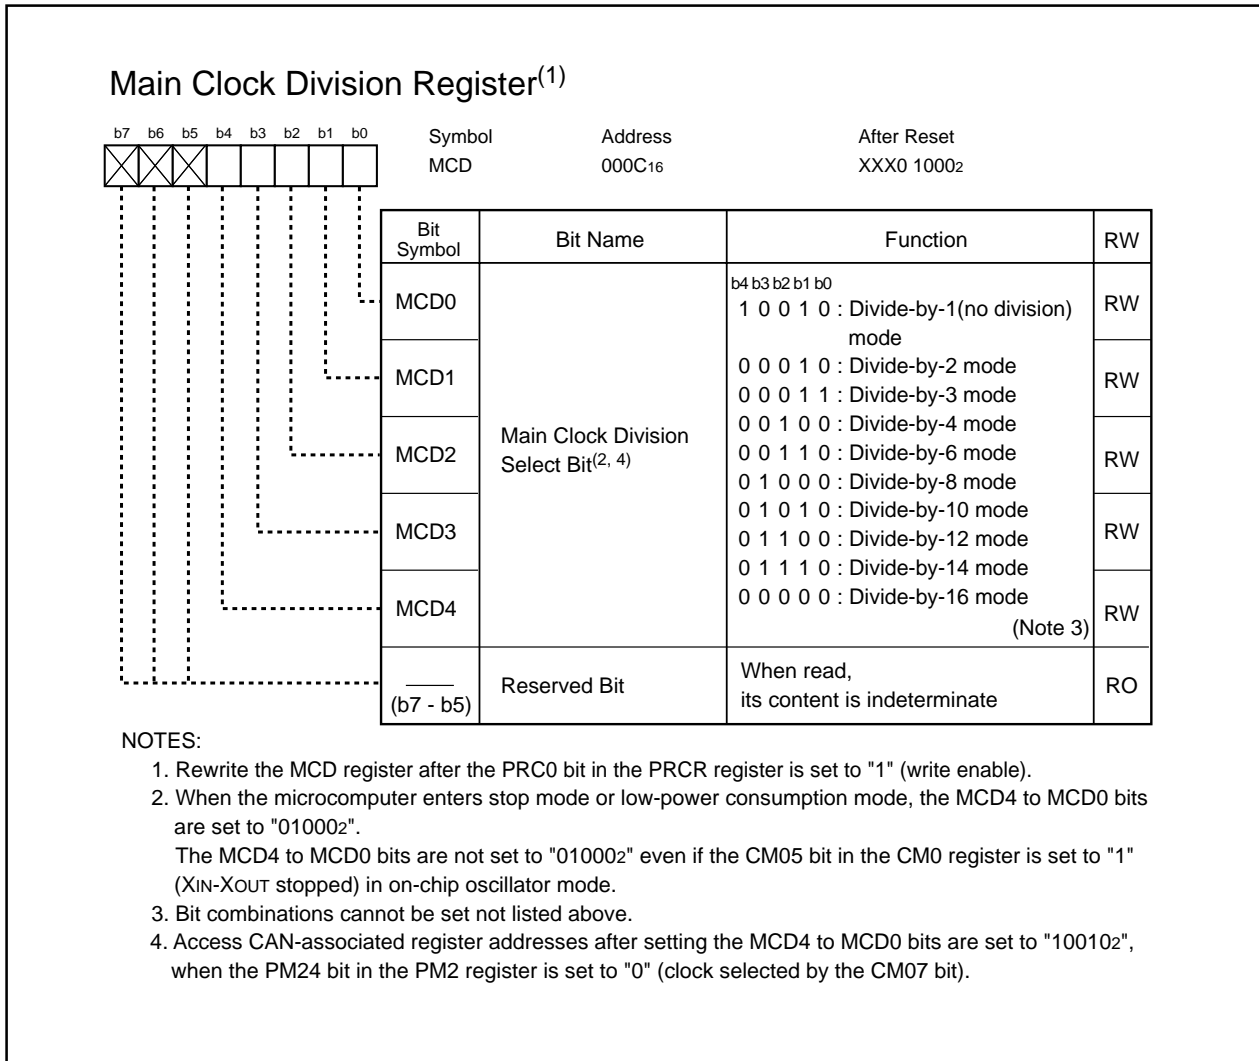 Main Clock Division Register(1)
b7 b6 b5 b4 b3 b2 b1 b0
Symbol Address After Reset
MCD 000C16 XXX0 10002
Bit Symbol Bit Name Function RW
b4 b3 b2 b1 b0
MCD0 1 0 0 1 0 : Divide-by-1(no division) RW
mode
0 0 0 1 0 : Divide-by-2 mode
MCD1 0 0 0 1 1 : Divide-by-3 mode RW
0 0 1 0 0 : Divide-by-4 mode
MCD2 Main Clock Division Select Bit(2, 4) 0 0 1 1 0 : Divide-by-6 mode RW
0 1 0 0 0 : Divide-by-8 mode
0 1 0 1 0 : Divide-by-10 mode
MCD3 0 1 1 0 0 : Divide-by-12 mode RW
0 1 1 1 0 : Divide-by-14 mode
MCD4 0 0 0 0 0 : Divide-by-16 mode RW
(Note 3)
(b7 - b5) Reserved Bit When read, RO
its content is indeterminate
NOTES:
1. Rewrite the MCD register after the PRC0 bit in the PRCR register is set to "1" (write enable).
2. When the microcomputer enters stop mode or low-power consumption mode, the MCD4 to MCD0 bits
are set to "010002".
The MCD4 to MCD0 bits are not set to "010002" even if the CM05 bit in the CM0 register is set to "1"
(XIN-XOUT stopped) in on-chip oscillator mode.
3. Bit combinations cannot be set not listed above.
4. Access CAN-associated register addresses after setting the MCD4 to MCD0 bits are set to "100102",
when the PM24 bit in the PM2 register is set to "0" (clock selected by the CM07 bit).